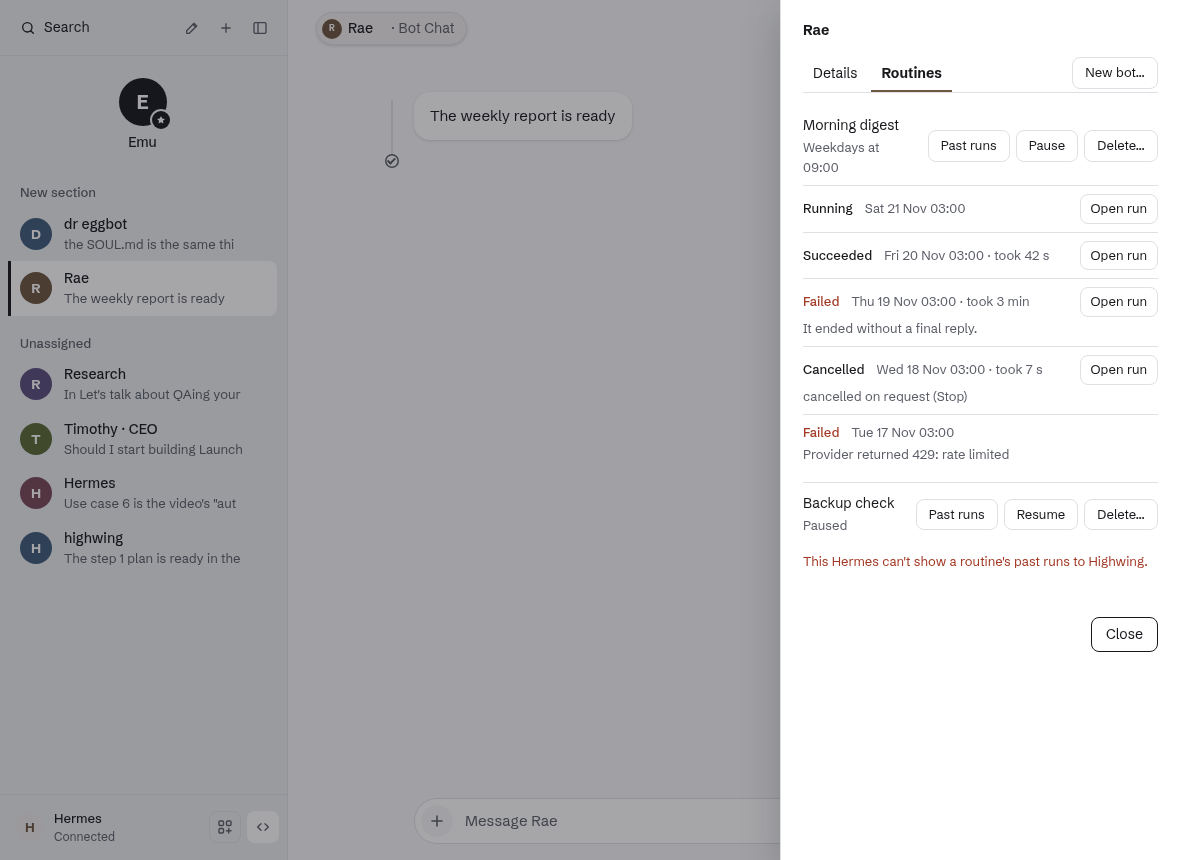 Search
E
Emu
New section
D
dr eggbot
the SOUL.md is the same thi
R
Rae
The weekly report is ready
Unassigned
R
Research
In Let's talk about QAing your
T
Timothy · CEO
Should I start building Launch
H
Hermes
Use case 6 is the video's "aut
H
highwing
The step 1 plan is ready in the
H
Hermes
Connected
R
Rae · Bot Chat
The weekly report is ready
Message Rae
Rae
Details Routines New bot…
Morning digest
Weekdays at
09:00
Past runs Pause Delete…
Running Sat 21 Nov 03:00 Open run
Succeeded Fri 20 Nov 03:00 · took 42 s Open run
Failed Thu 19 Nov 03:00 · took 3 min Open run
It ended without a final reply.
Cancelled Wed 18 Nov 03:00 · took 7 s Open run
cancelled on request (Stop)
Failed Tue 17 Nov 03:00
Provider returned 429: rate limited
Backup check
Paused
Past runs Resume Delete…
This Hermes can't show a routine's past runs to Highwing.
Close